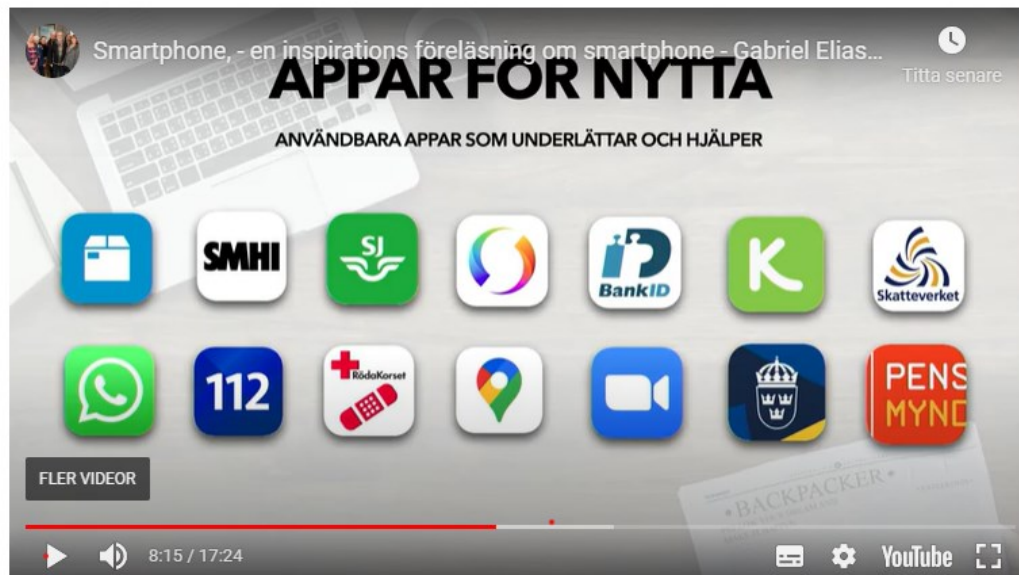 Smartphone, - en inspirations föreläsning om smartphone - Gabriel Elias...
Titta senare
APPAR FÖR NYTTA
ANVÄNDBARA APPAR SOM UNDERLÄTTAR OCH HJÄLPER
SMHI
SJ
BankID
K
Skatteverket
112
RödaKorset
PENS
MYND
FLER VIDEOR
• BACKPACKER •
8:15 / 17:24
YouTube